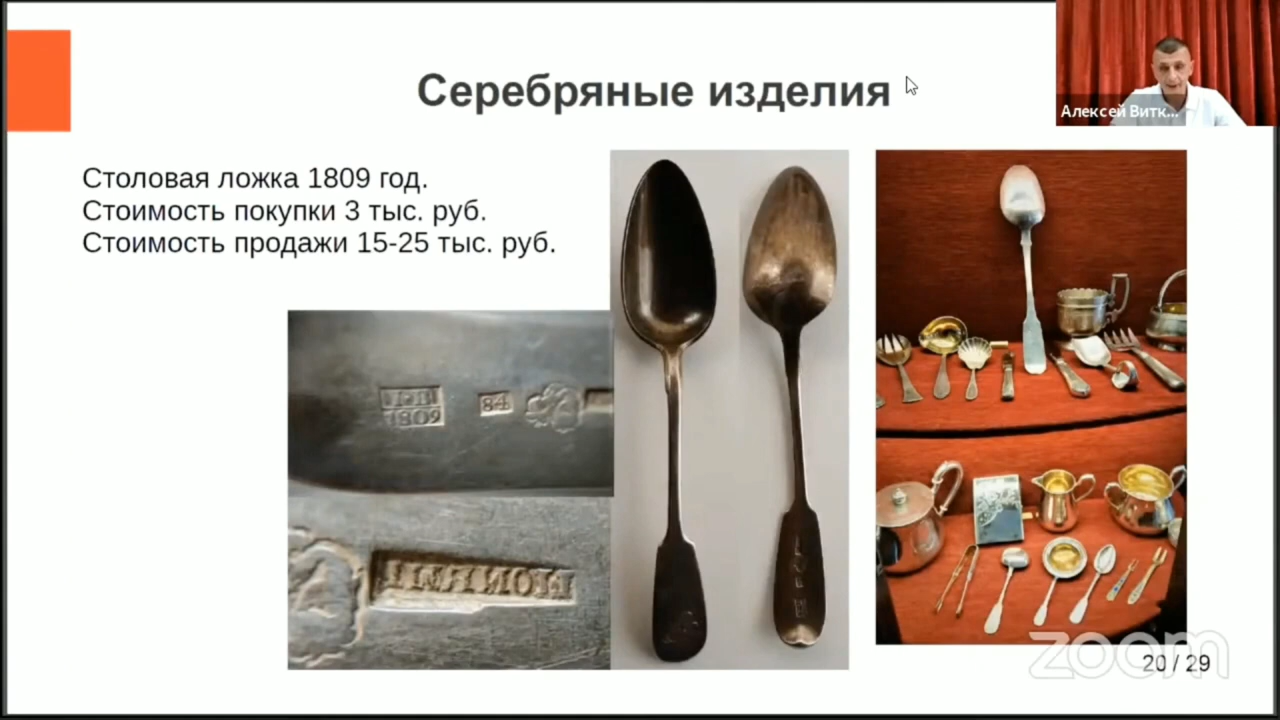 Серебряные изделия
Алексей Витк...
Столовая ложка 1809 год.
Стоимость покупки 3 тыс. руб.
Стоимость продажи 15-25 тыс. руб.
1809
84
zoom
20 / 29